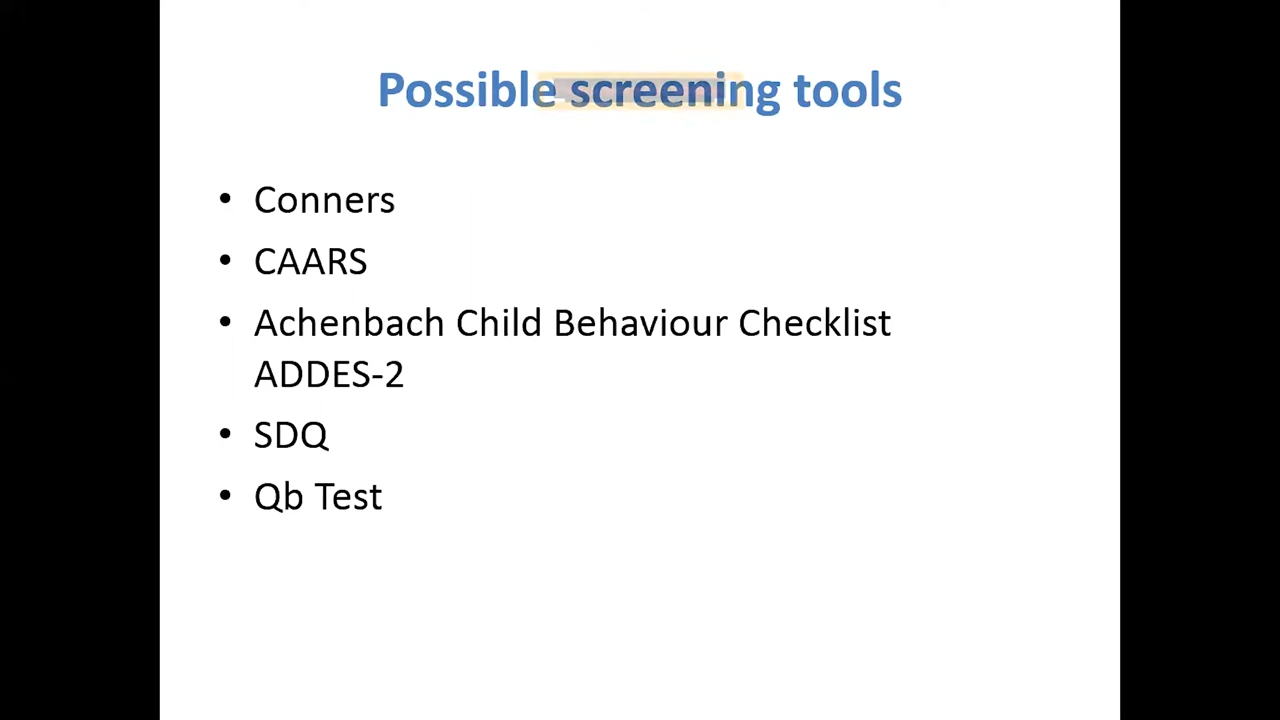 Possible screening tools
• Conners
• CAARS
• Achenbach Child Behaviour Checklist
ADDES-2
• SDQ
• Qb Test